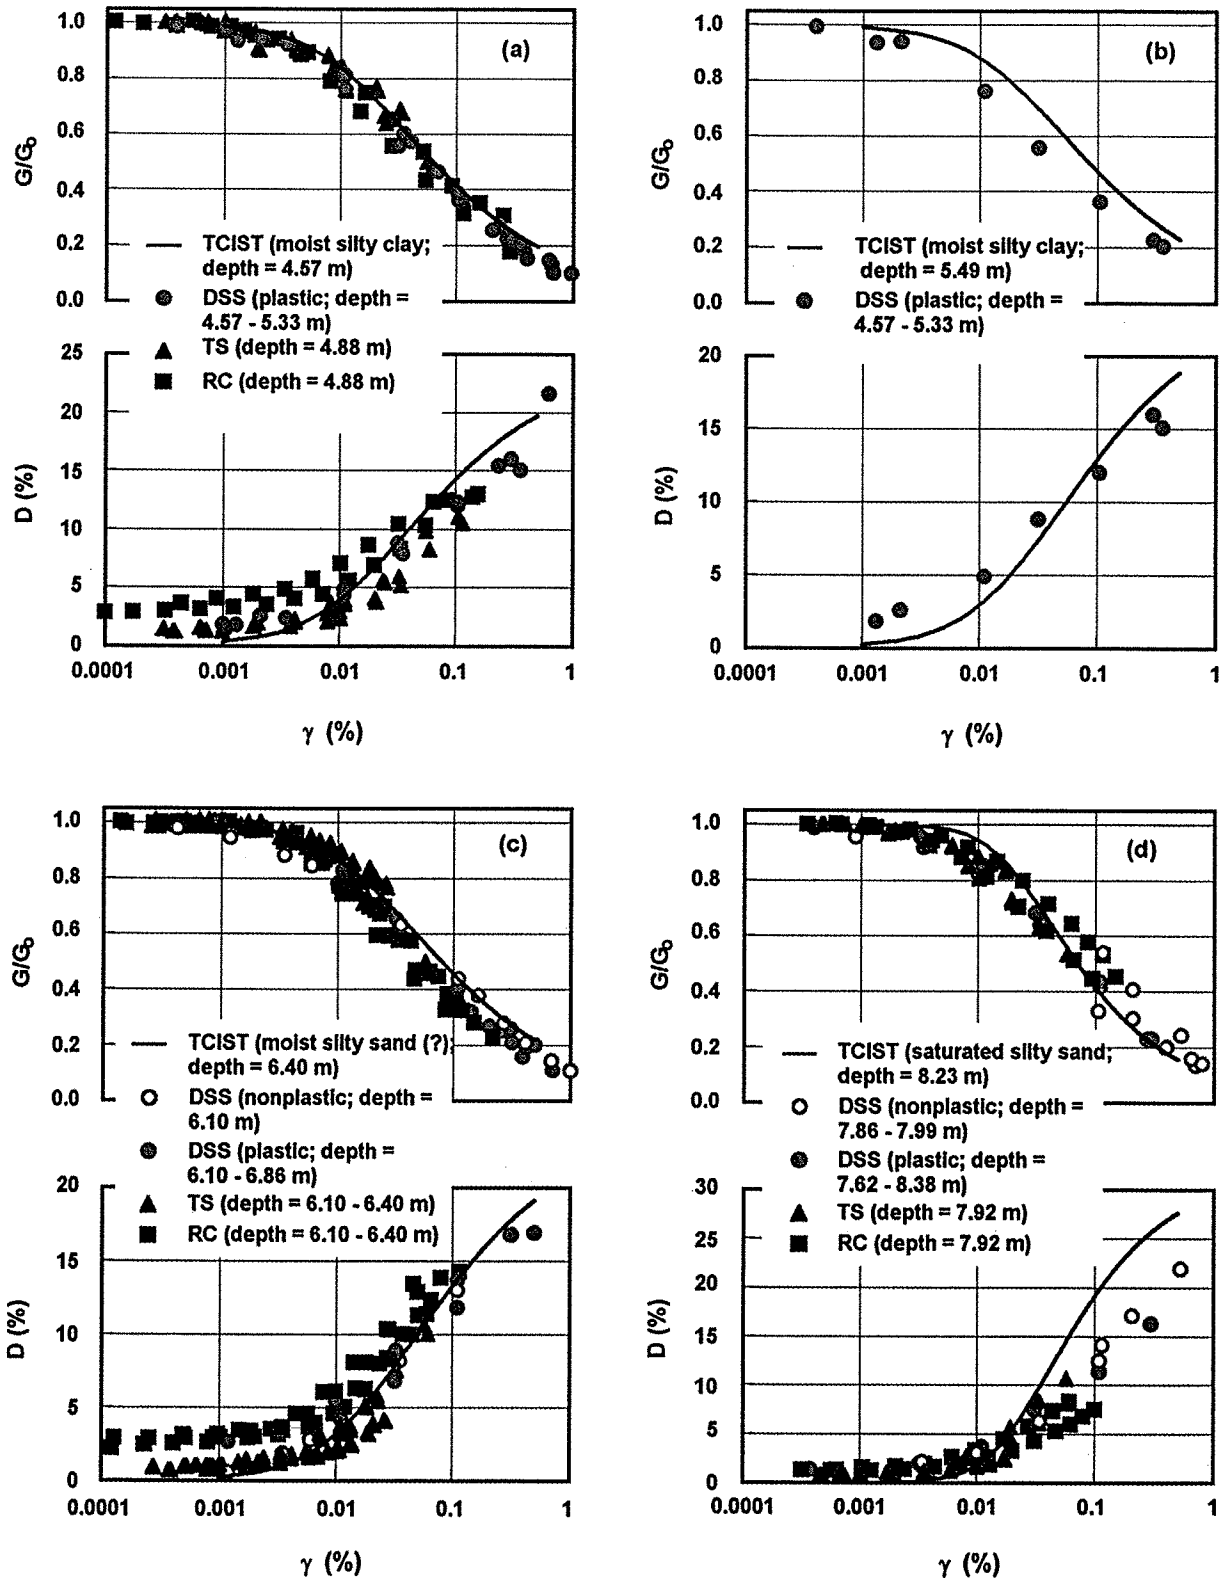 1.0
0.8
0.6
0.4
0.2
0.0
G/Go
(a)
TCIST (moist silty clay;
depth = 4.57 m)
DSS (plastic; depth =
4.57 - 5.33 m)
TS (depth = 4.88 m)
RC (depth = 4.88 m)
25
20
15
10
5
0
D (%)
0.0001
0.001
0.01
0.1
1
γ (%)
1.0
0.8
0.6
0.4
0.2
0.0
G/Go
(b)
TCIST (moist silty clay;
depth = 5.49 m)
DSS (plastic; depth =
4.57 - 5.33 m)
20
15
10
5
0
D (%)
0.0001
0.001
0.01
0.1
1
γ (%)
1.0
0.8
0.6
0.4
0.2
0.0
G/Go
(c)
TCIST (moist silty sand (?);
depth = 6.40 m)
DSS (nonplastic; depth =
6.10 m)
DSS (plastic; depth =
6.10 - 6.86 m)
TS (depth = 6.10 - 6.40 m)
RC (depth = 6.10 - 6.40 m)
20
15
10
5
0
D (%)
0.0001
0.001
0.01
0.1
1
γ (%)
1.0
0.8
0.6
0.4
0.2
0.0
G/Go
(d)
TCIST (saturated silty sand;
depth = 8.23 m)
DSS (nonplastic; depth =
7.86 - 7.99 m)
DSS (plastic; depth =
7.62 - 8.38 m)
TS (depth = 7.92 m)
RC (depth = 7.92 m)
30
25
20
15
10
5
0
D (%)
0.0001
0.001
0.01
0.1
1
γ (%)